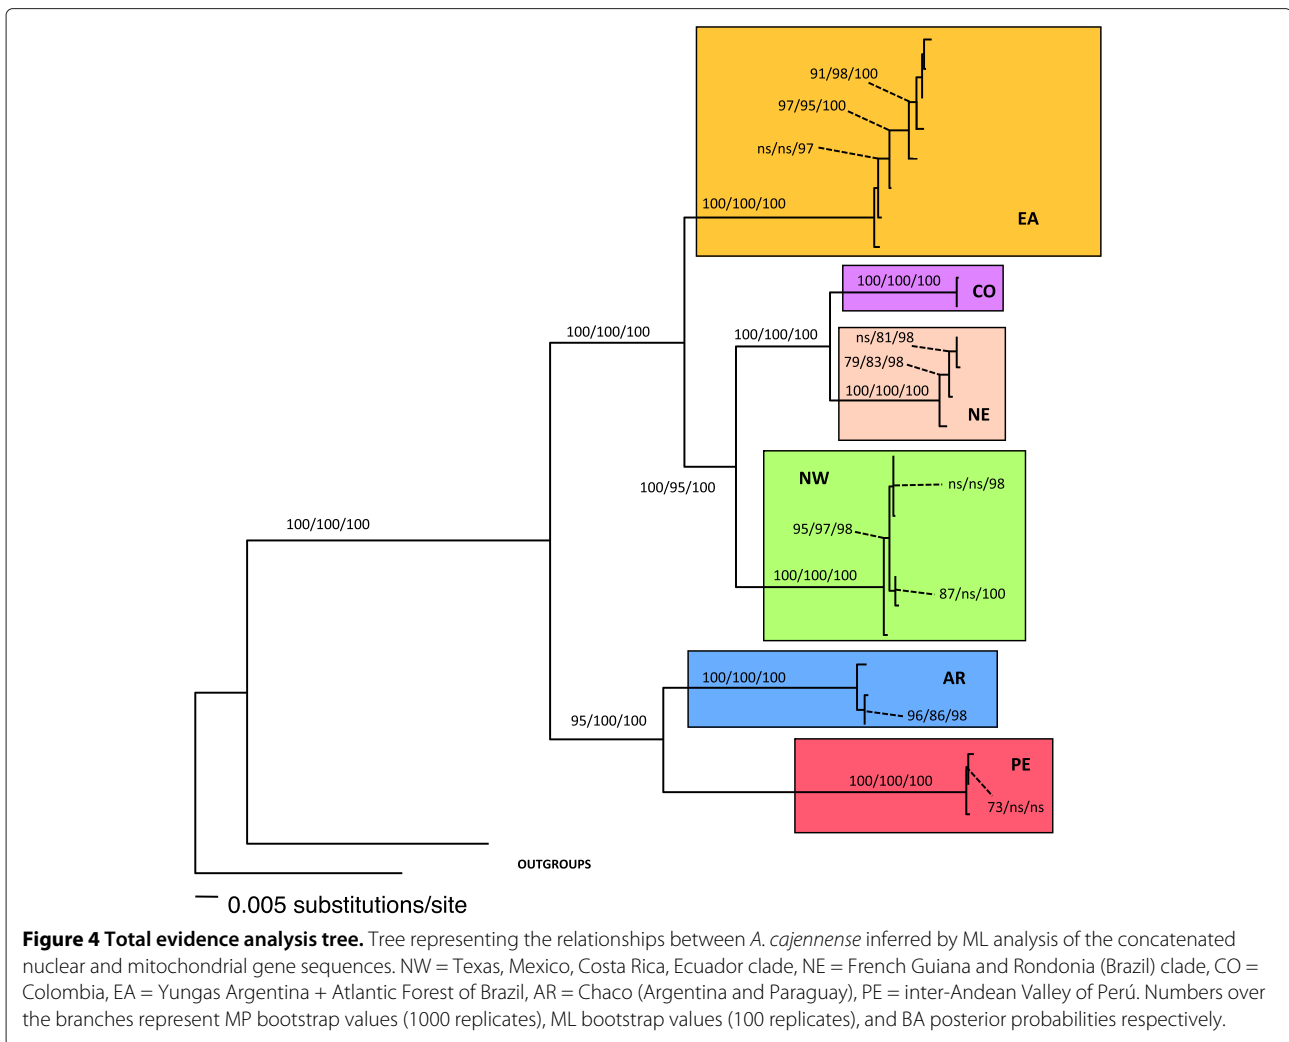 91/98/100
97/95/100
ns/ns/97
100/100/100
EA
100/100/100
CO
100/100/100
100/100/100
ns/81/98
79/83/98
100/100/100
NE
NW
100/95/100
ns/ns/98
100/100/100
95/97/98
100/100/100
87/ns/100
100/100/100
AR
95/100/100
96/86/98
PE
100/100/100
73/ns/ns
OUTGROUPS
0.005 substitutions/site
Figure 4 Total evidence analysis tree. Tree representing the relationships between A. cajennense inferred by ML analysis of the concatenated
nuclear and mitochondrial gene sequences. NW = Texas, Mexico, Costa Rica, Ecuador clade, NE = French Guiana and Rondonia (Brazil) clade, CO =
Colombia, EA = Yungas Argentina + Atlantic Forest of Brazil, AR = Chaco (Argentina and Paraguay), PE = inter-Andean Valley of Perú. Numbers over
the branches represent MP bootstrap values (1000 replicates), ML bootstrap values (100 replicates), and BA posterior probabilities respectively.